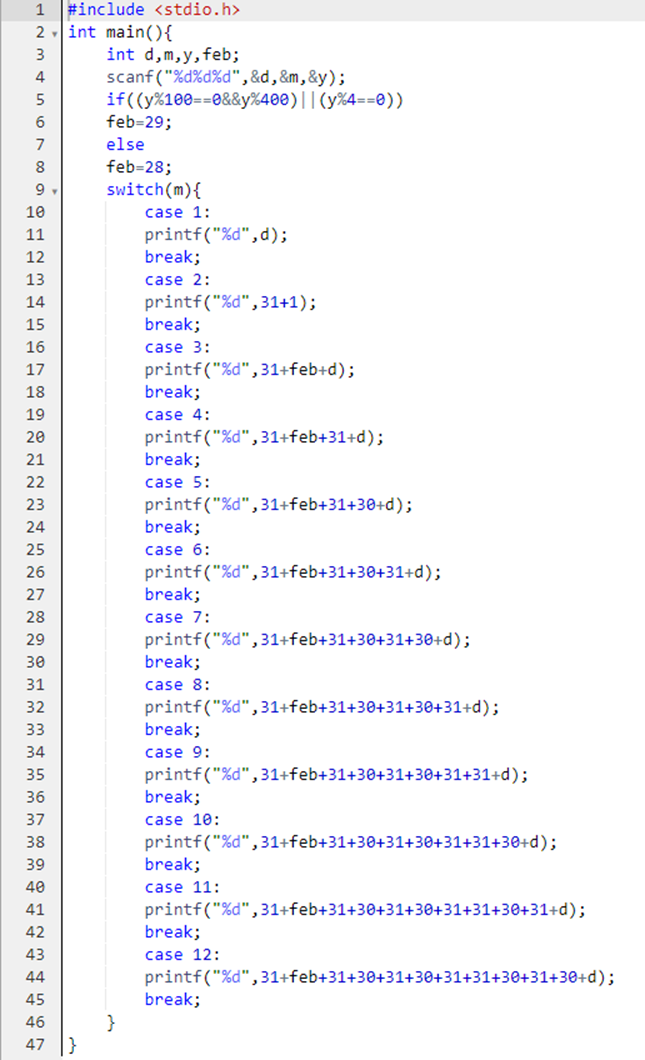 1 #include <stdio.h>
2 int main(){
3     int d,m,y,feb;
4     scanf("%d%d%d",&d,&m,&y);
5     if((y%100==0&&y%400)||(y%4==0))
6     feb=29;
7     else
8     feb=28;
9     switch(m){
10         case 1:
11         printf("%d",d);
12         break;
13         case 2:
14         printf("%d",31+1);
15         break;
16         case 3:
17         printf("%d",31+feb+d);
18         break;
19         case 4:
20         printf("%d",31+feb+31+d);
21         break;
22         case 5:
23         printf("%d",31+feb+31+30+d);
24         break;
25         case 6:
26         printf("%d",31+feb+31+30+31+d);
27         break;
28         case 7:
29         printf("%d",31+feb+31+30+31+30+d);
30         break;
31         case 8:
32         printf("%d",31+feb+31+30+31+30+31+d);
33         break;
34         case 9:
35         printf("%d",31+feb+31+30+31+30+31+31+d);
36         break;
37         case 10:
38         printf("%d",31+feb+31+30+31+30+31+31+30+d);
39         break;
40         case 11:
41         printf("%d",31+feb+31+30+31+30+31+31+30+31+d);
42         break;
43         case 12:
44         printf("%d",31+feb+31+30+31+30+31+31+30+31+30+d);
45         break;
46     }
47 }